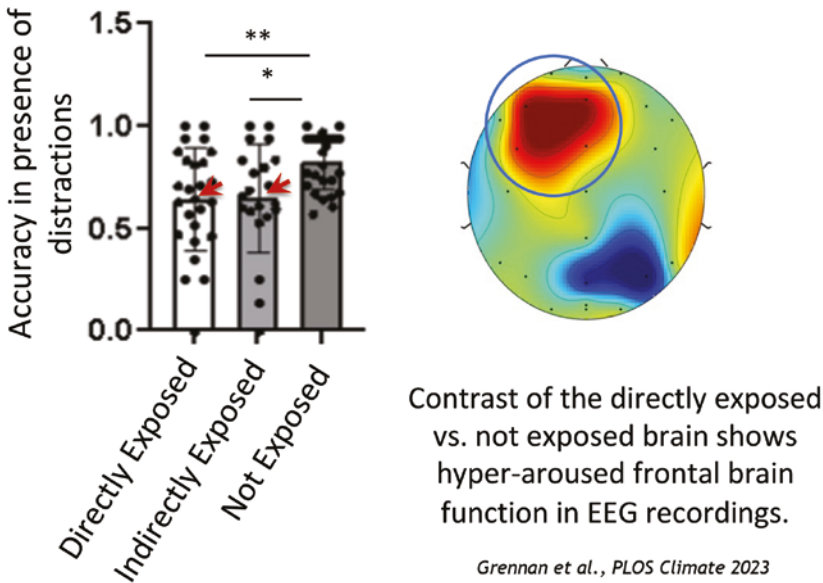 Accuracy in presence of
distractions
1.5
1.0
0.5
0.0
**
*
Directly Exposed
Indirectly Exposed
Not Exposed
Contrast of the directly exposed
vs. not exposed brain shows
hyper-aroused frontal brain
function in EEG recordings.
Grennan et al., PLOS Climate 2023